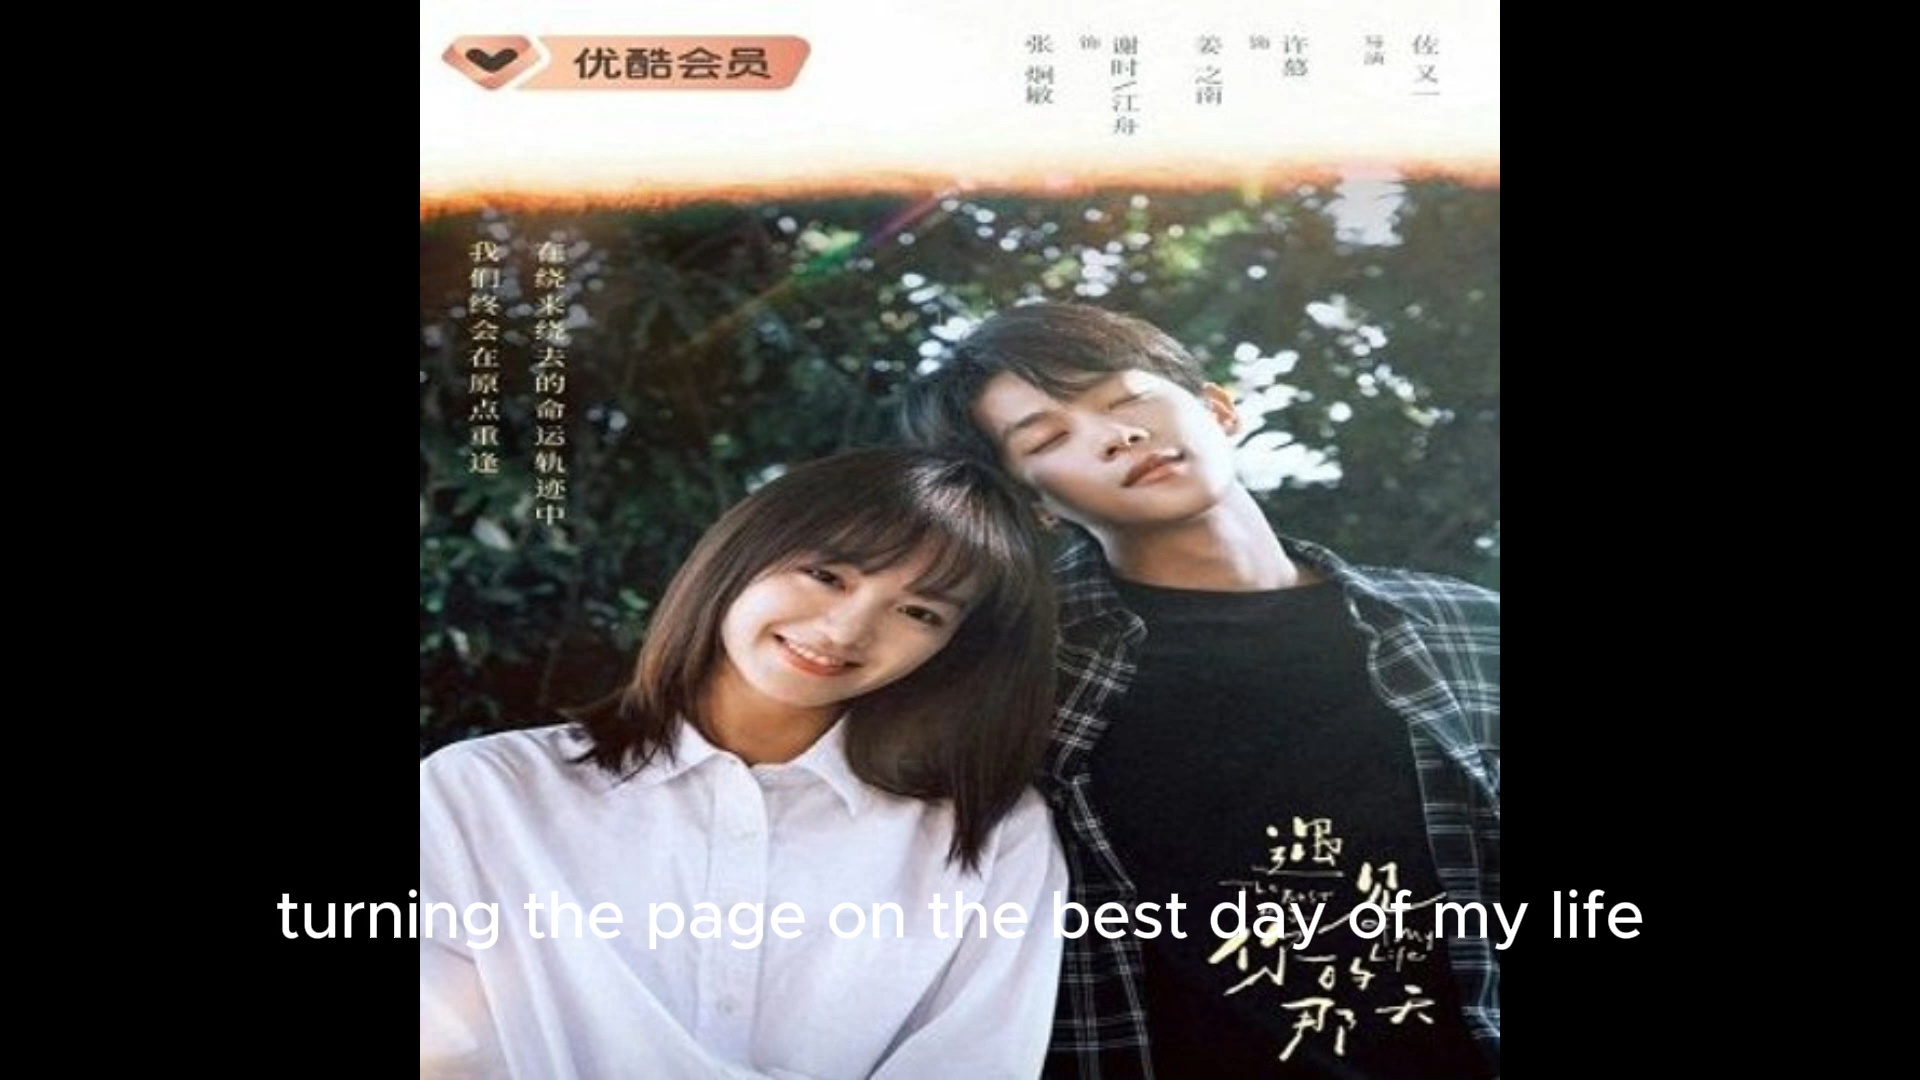 优酷会员
张炯敏
饰
谢时\江舟
姜之南
饰
许慕
导演
佐又一
在绕来绕去的命运轨迹中
我们终会在原点重逢
turning the page on the best day of my life
遇见
你的
那天